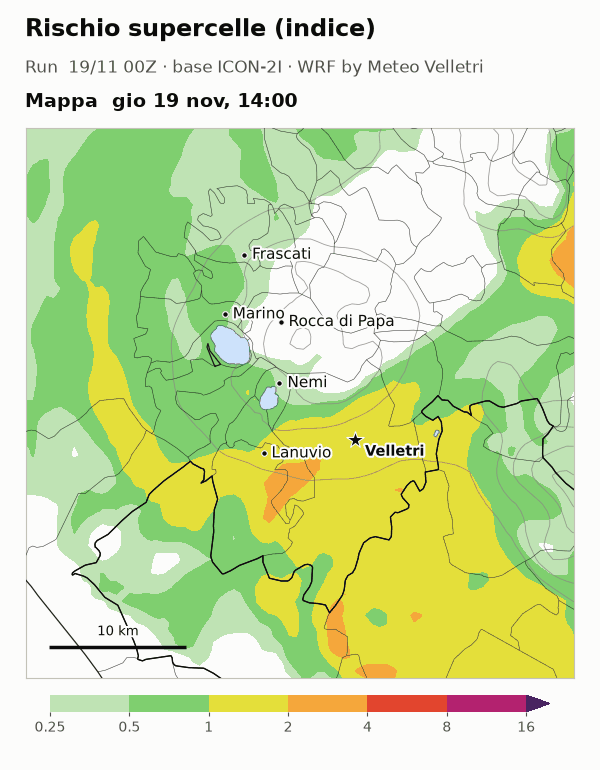 Rischio supercelle (indice)
Run  19/11 00Z · base ICON-2I · WRF by Meteo Velletri
Mappa  gio 19 nov, 14:00
Frascati
Marino
Rocca di Papa
Nemi
Velletri
Lanuvio
10 km
0.25 0.5 1 2 4 8 16